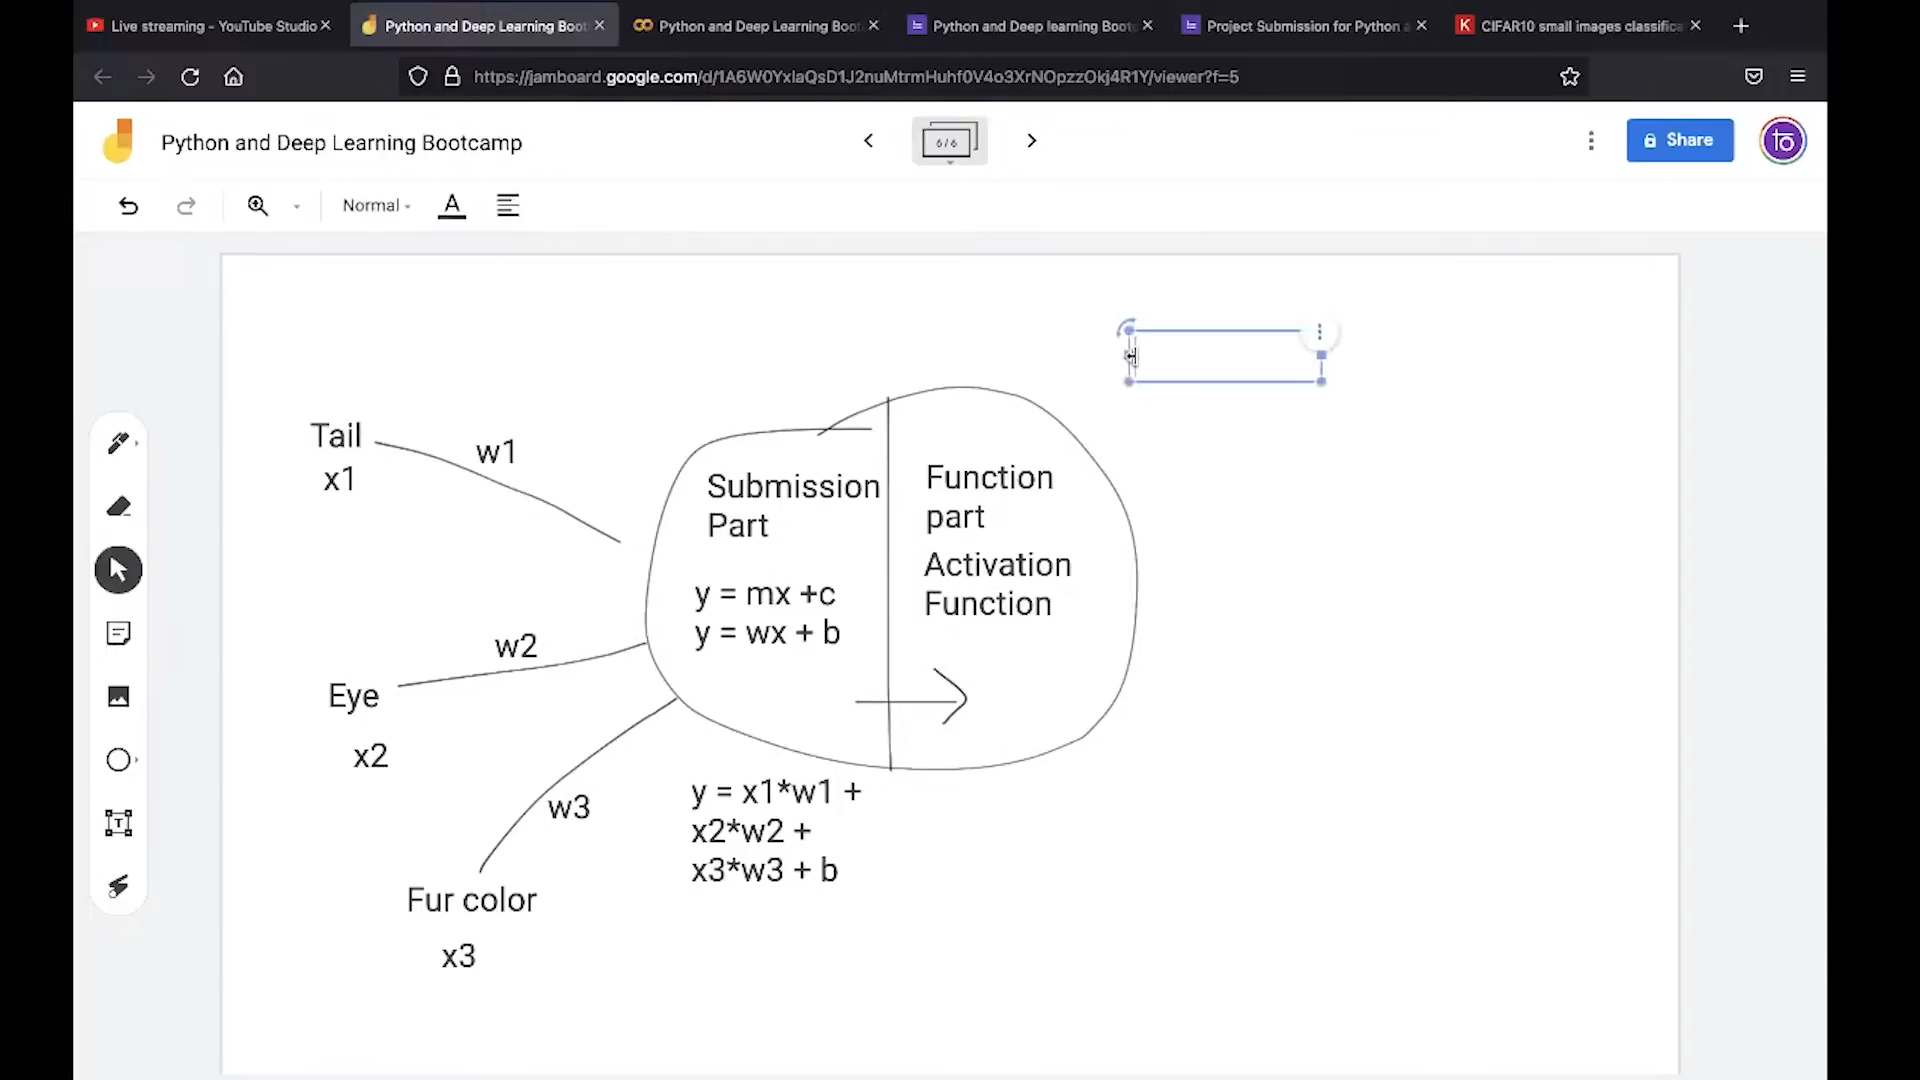 Live streaming - YouTube Studio
Python and Deep Learning Boot
Python and Deep Learning Boot
Python and Deep learning Boot
Project Submission for Python a
K CIFAR10 small images classifica
https://jamboard.google.com/d/1A6W0YxlaQsD1J2nuMtrmHuhf0V4o3XrNOpzzOkj4R1Y/viewer?f=5
Python and Deep Learning Bootcamp
6/6
Share
to
Normal
A
Tail
x1
w1
Submission
Part
Function
part
Activation
Function
y = mx +c
y = wx + b
w2
Eye
x2
w3
y = x1*w1 +
x2*w2 +
x3*w3 + b
Fur color
x3